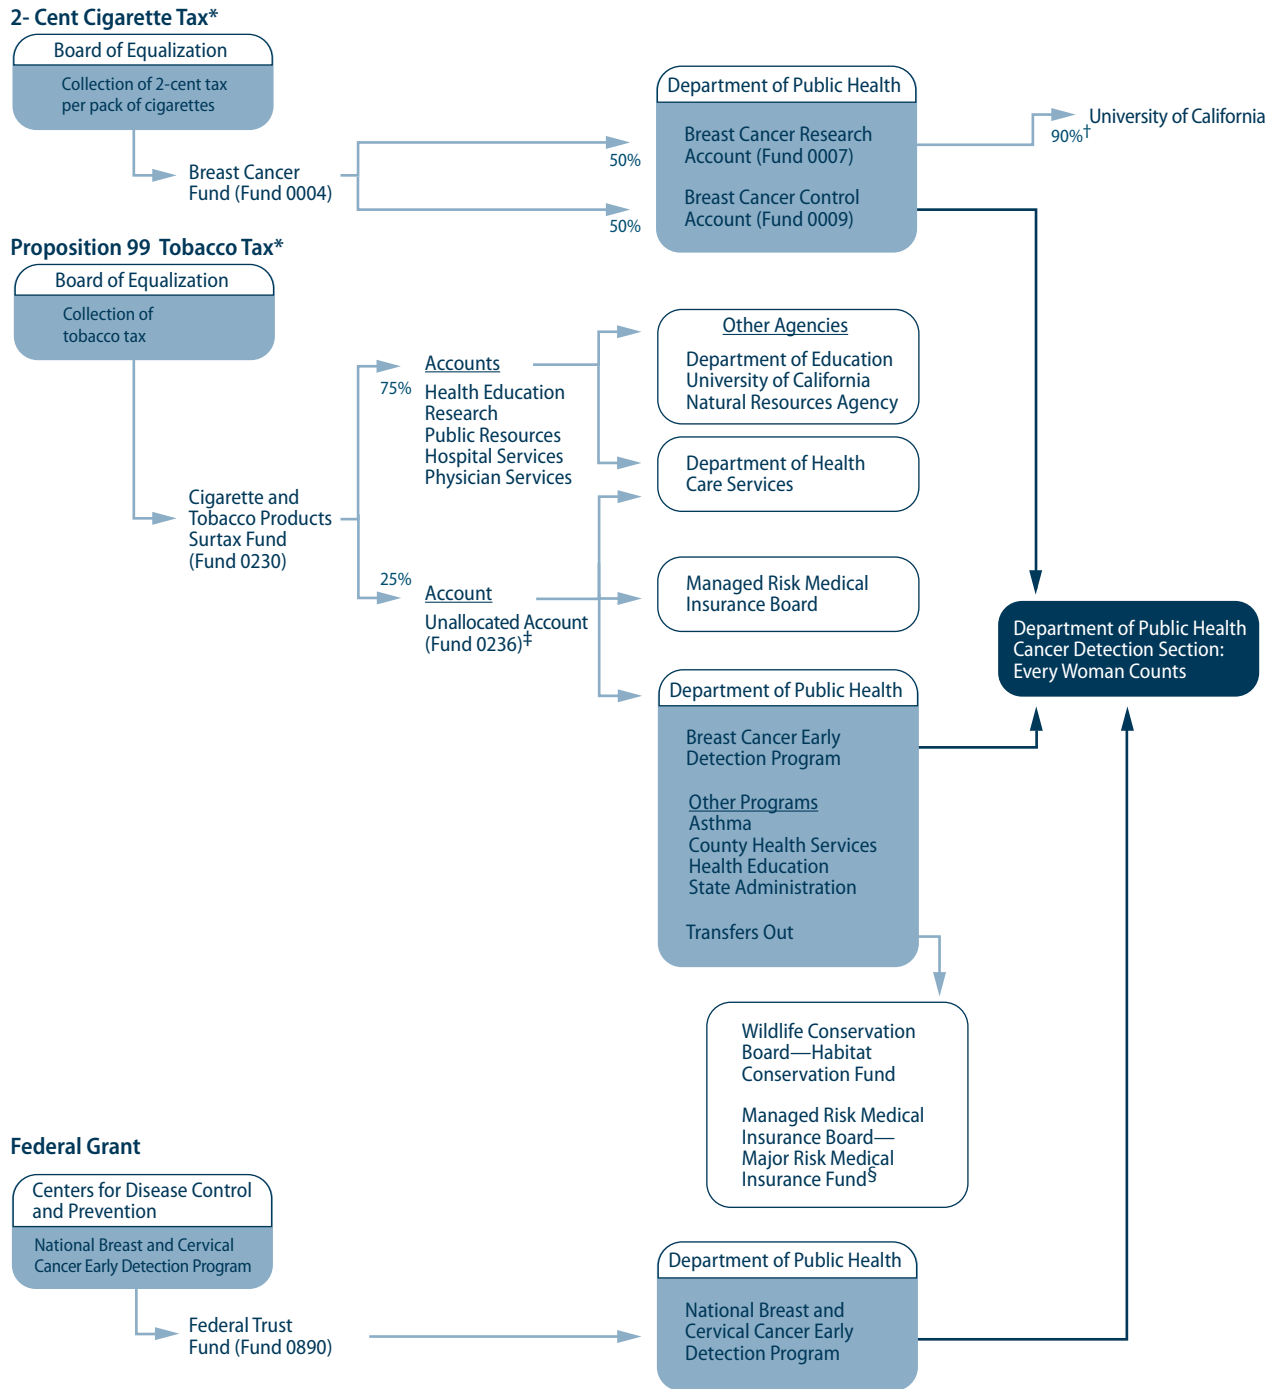 2- Cent Cigarette Tax*
Board of Equalization
Collection of 2-cent tax
per pack of cigarettes
Breast Cancer
Fund (Fund 0004)
50%
50%
Department of Public Health
Breast Cancer Research
Account (Fund 0007)
Breast Cancer Control
Account (Fund 0009)
90%†
University of California
Proposition 99 Tobacco Tax*
Board of Equalization
Collection of
tobacco tax
Cigarette and
Tobacco Products
Surtax Fund
(Fund 0230)
75%
Accounts
Health Education
Research
Public Resources
Hospital Services
Physician Services
25%
Account
Unallocated Account
(Fund 0236)‡
Other Agencies
Department of Education
University of California
Natural Resources Agency
Department of Health
Care Services
Managed Risk Medical
Insurance Board
Department of Public Health
Breast Cancer Early
Detection Program
Other Programs
Asthma
County Health Services
Health Education
State Administration
Transfers Out
Wildlife Conservation
Board—Habitat
Conservation Fund
Managed Risk Medical
Insurance Board—
Major Risk Medical
Insurance Fund§
Department of Public Health
Cancer Detection Section:
Every Woman Counts
Federal Grant
Centers for Disease Control
and Prevention
National Breast and Cervical
Cancer Early Detection Program
Federal Trust
Fund (Fund 0890)
Department of Public Health
National Breast and
Cervical Cancer Early
Detection Program